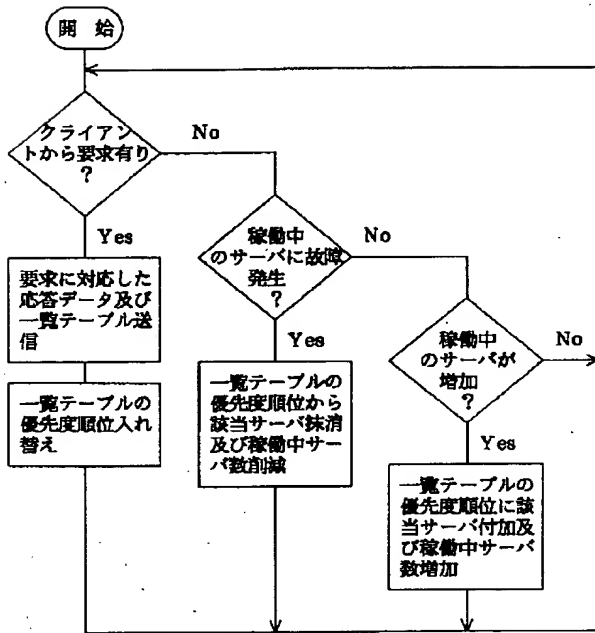 開 始
クライアン
トから要求有り
?
No
Yes
要求に対応した
応答データ及び
一覧テーブル送
信
一覧テーブルの
優先度順位入れ
替え
稼働中
のサーバに故障
発生
?
No
Yes
一覧テーブルの
優先度順位から
該当サーバ抹消
及び稼働中サー
バ数削減
稼働中
のサーバが
増加
?
No
Yes
一覧テーブルの
優先度順位に該
当サーバ付加及
び稼働中サーバ
数増加